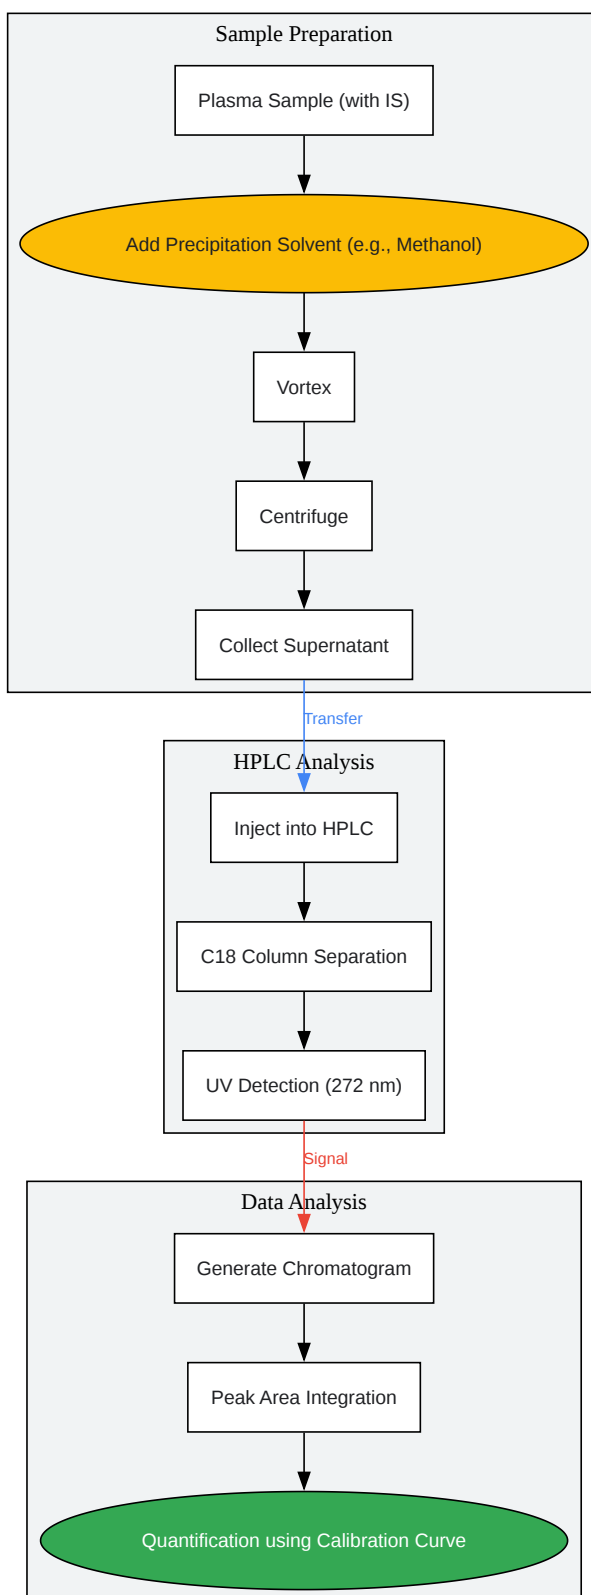 Sample Preparation
Plasma Sample (with IS)
Add Precipitation Solvent (e.g., Methanol)
Vortex
Centrifuge
Collect Supernatant
Transfer
HPLC Analysis
Inject into HPLC
C18 Column Separation
UV Detection (272 nm)
Signal
Data Analysis
Generate Chromatogram
Peak Area Integration
Quantification using Calibration Curve